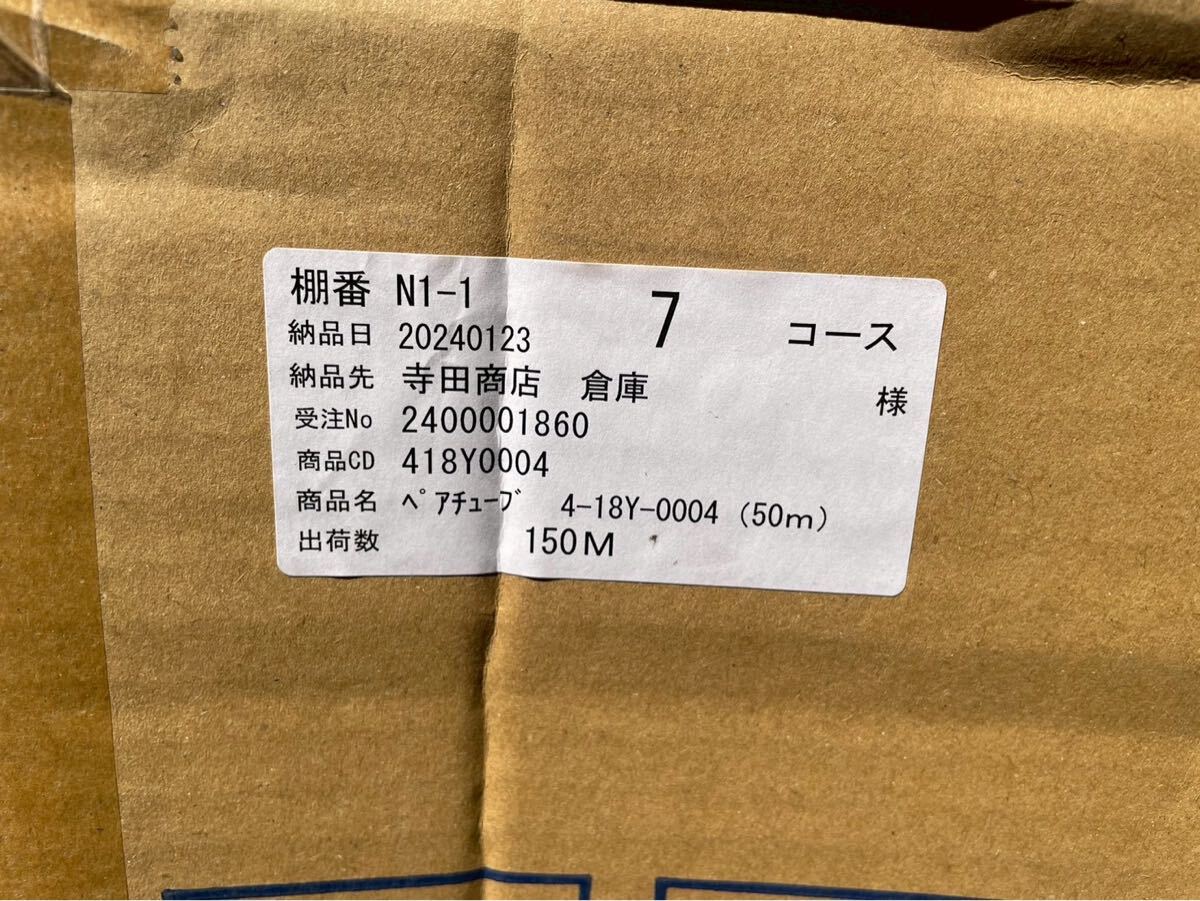 棚番 N1-1 7 コース
納品日 20240123
納品先 寺田商店 倉庫 様
受注No 2400001860
商品CD 418Y0004
商品名 ﾍﾟｱﾁｭｰﾌﾞ 4-18Y-0004 (50ｍ)
出荷数 150Ｍ